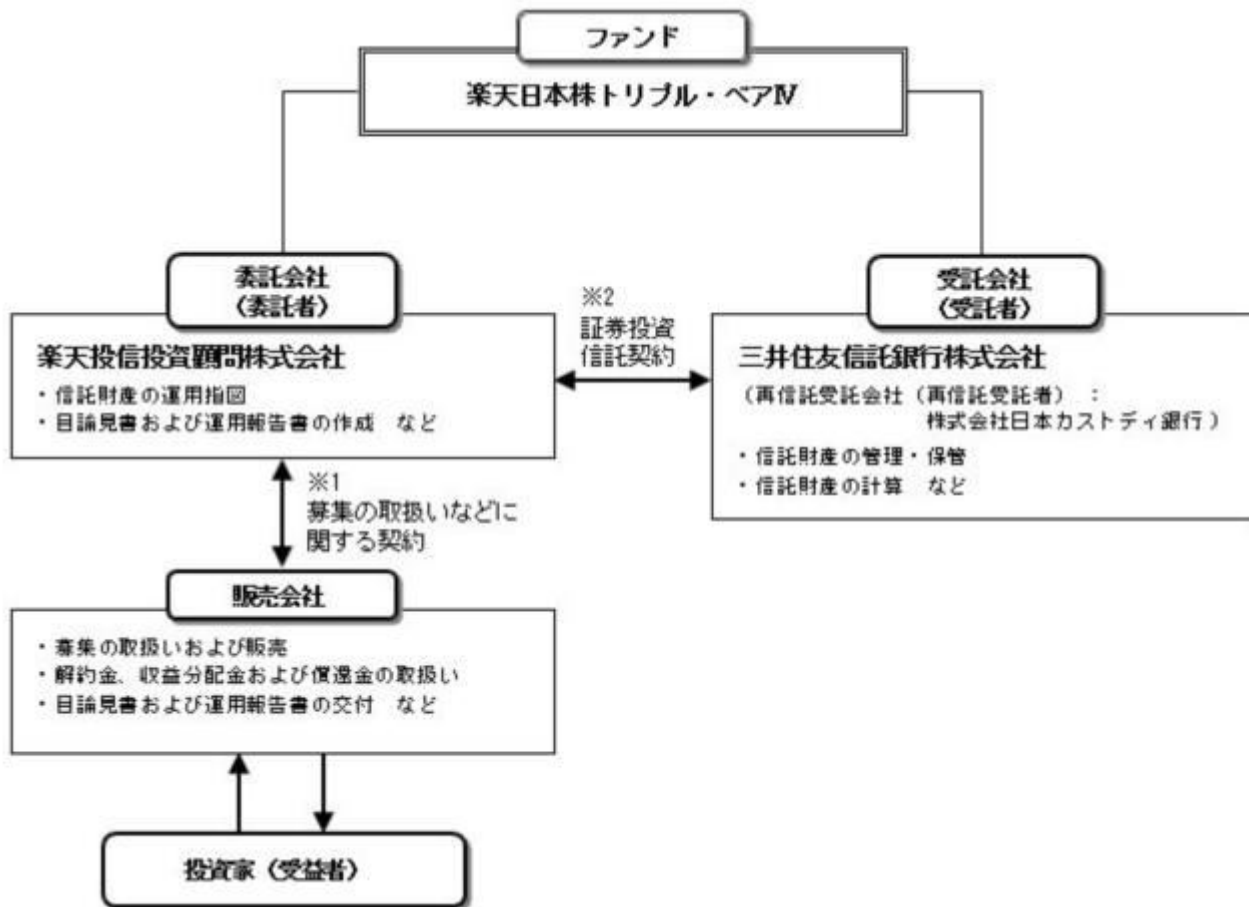 ファンド
楽天日本株トリプル・ベアⅣ
委託会社
（委託者）
楽天投信投資顧問株式会社
・信託財産の運用指図
・目論見書および運用報告書の作成　など
※2
証券投資
信託契約
受託会社
（受託者）
三井住友信託銀行株式会社
（再信託受託会社（再信託受託者）　：
株式会社日本カストディ銀行）
・信託財産の管理・保管
・信託財産の計算　など
※1
募集の取扱いなどに
関する契約
販売会社
・募集の取扱いおよび販売
・解約金、収益分配金および償還金の取扱い
・目論見書および運用報告書の交付　など
投資家（受益者）